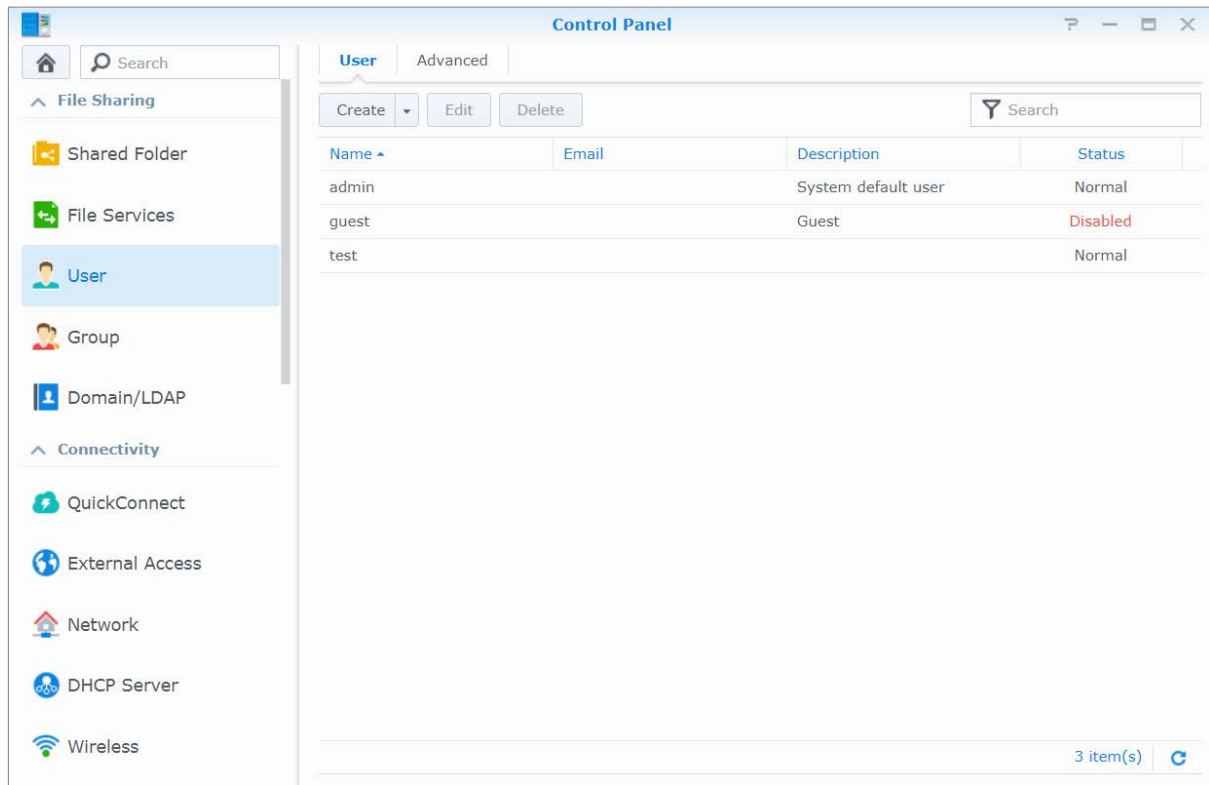 Control Panel
Search
File Sharing
Shared Folder
File Services
User
Group
Domain/LDAP
Connectivity
QuickConnect
External Access
Network
DHCP Server
Wireless
User Advanced
Create Edit Delete Search
Name Email Description Status
admin System default user Normal
guest Guest Disabled
test Normal
3 item(s)